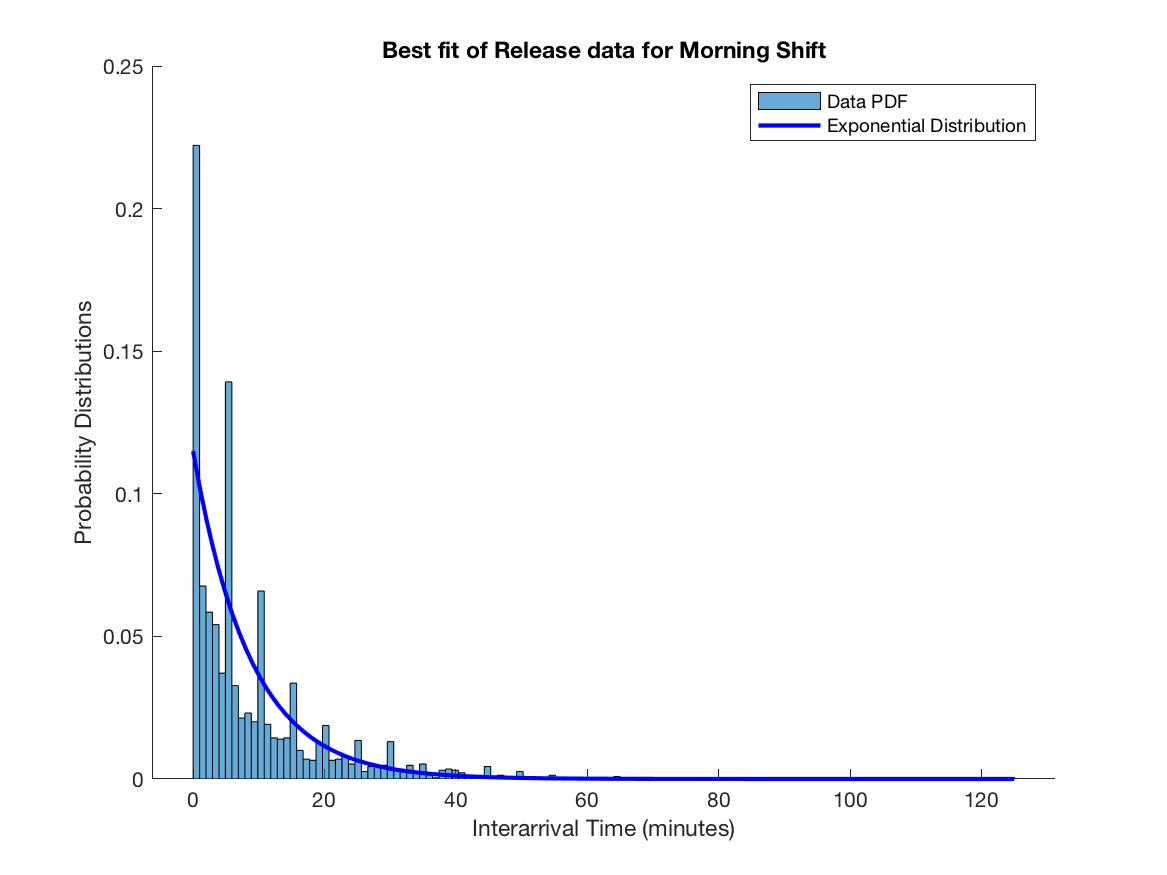 Best fit of Release data for Morning Shift
0.25
Data PDF
Exponential Distribution
0.2
0.15
0.1
0.05
0
Probability Distributions
0 20 40 60 80 100 120
Interarrival Time (minutes)